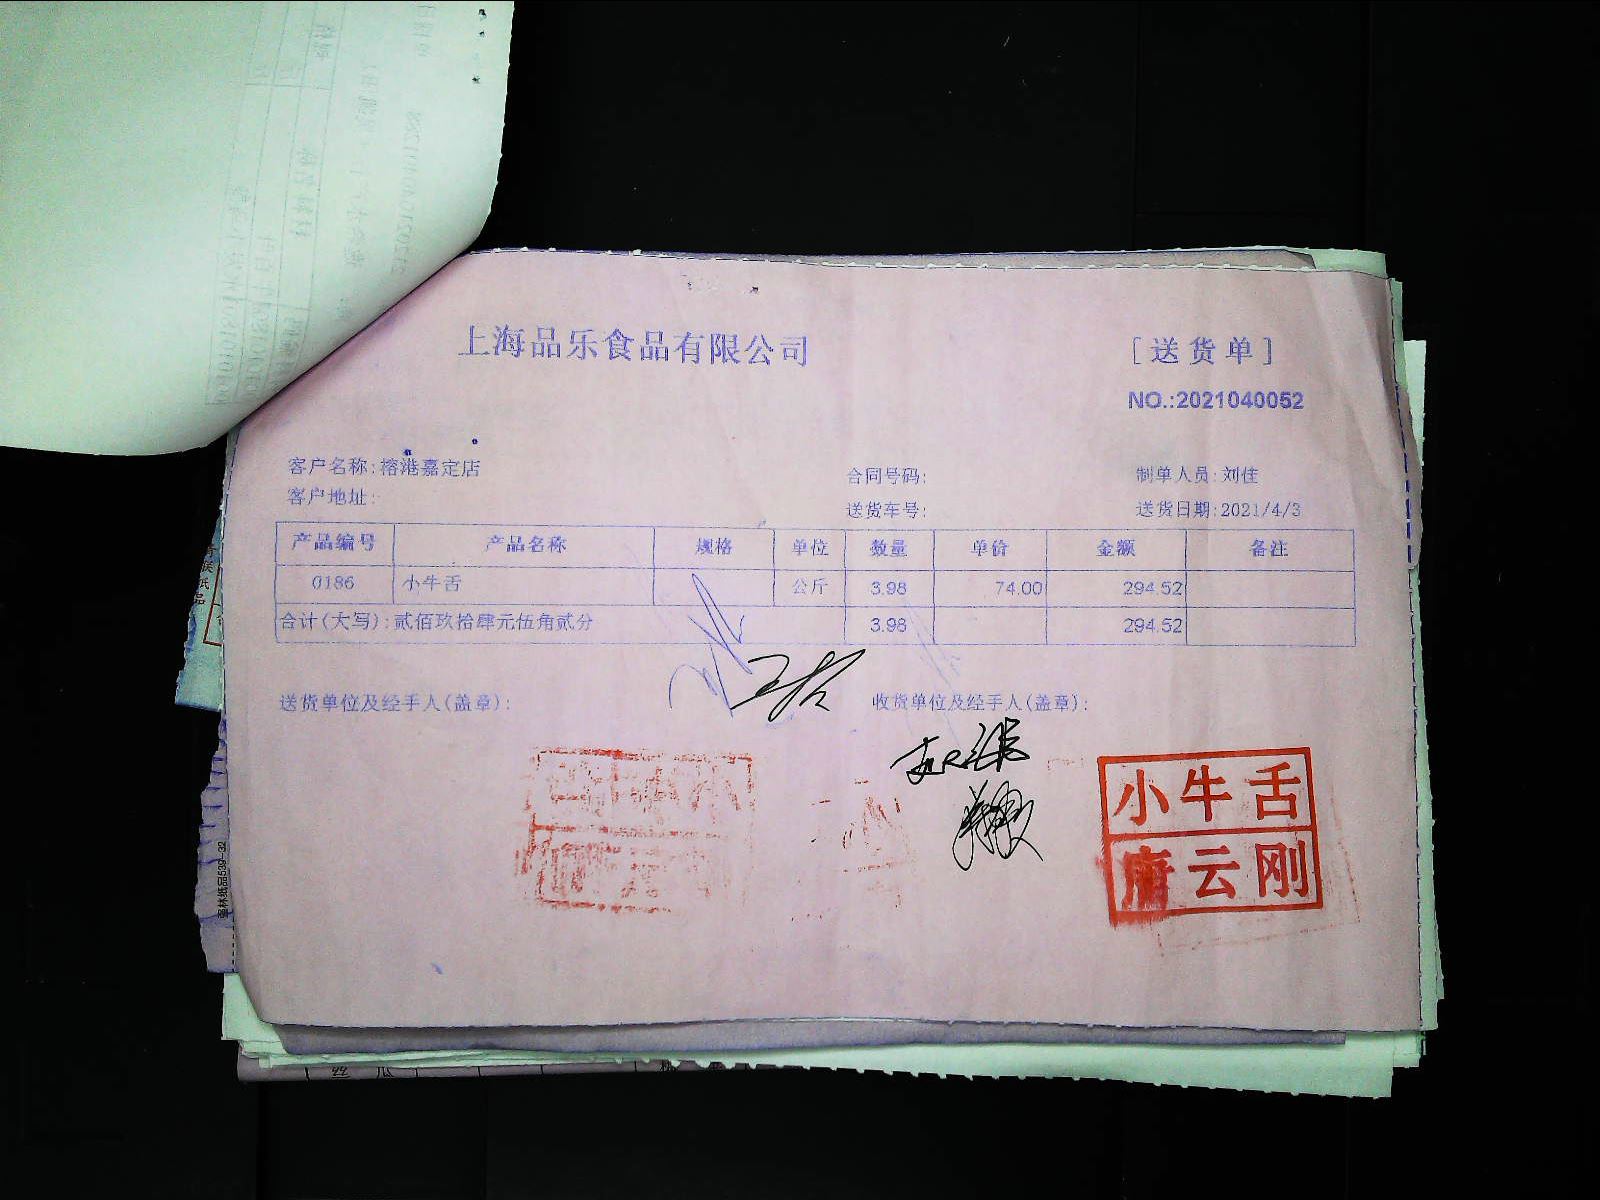 上海品乐食品有限公司
[送货单]
NO.:2021040052
客户名称:榕港嘉定店
合同号码:
制单人员:刘佳
客户地址:
送货车号:
送货日期:2021/4/3
产品编号 产品名称 规格 单位 数量 单价 金额 备注
0186 小牛舌 公斤 3.98 74.00 294.52
合计(大写):贰佰玖拾肆元伍角贰分 3.98 294.52
送货单位及经手人(盖章):
收货单位及经手人(盖章):
小牛舌
唐云刚